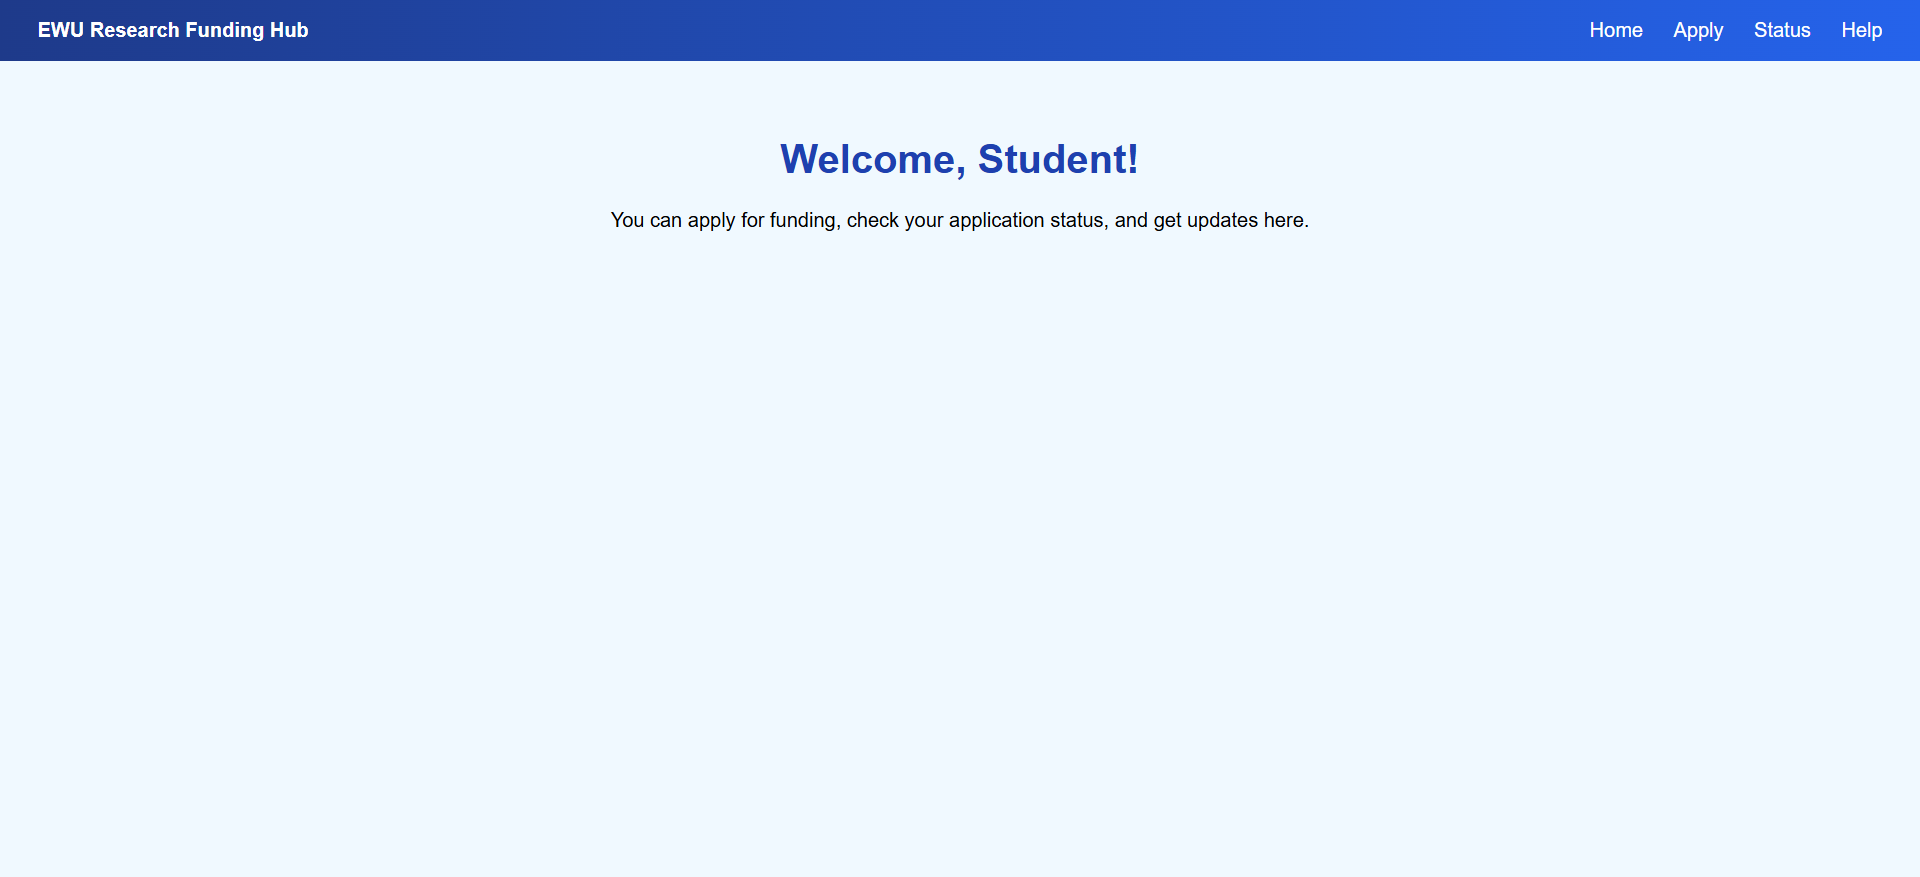 EWU Research Funding Hub
Home Apply Status Help
Welcome, Student!
You can apply for funding, check your application status, and get updates here.